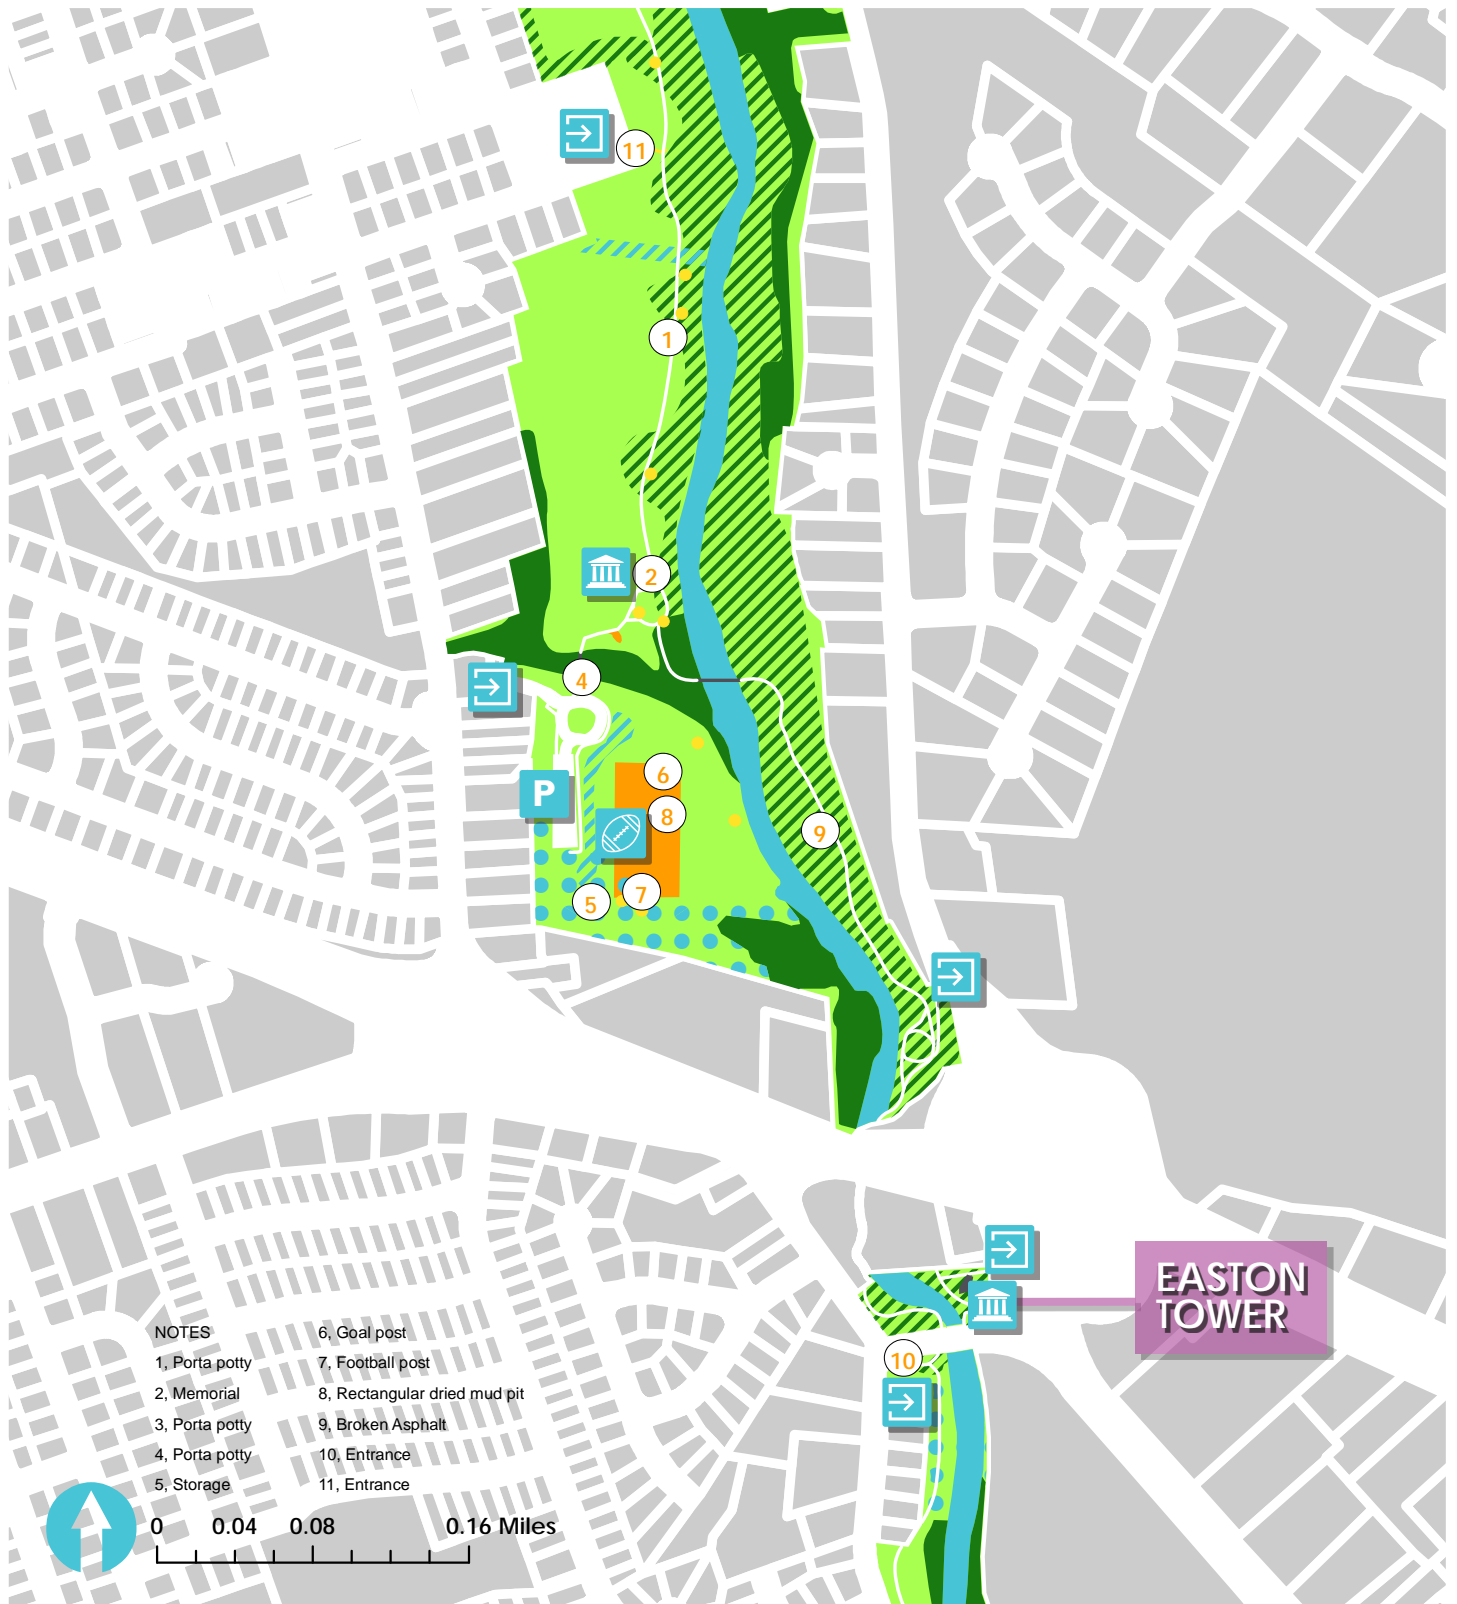 11
1
2
4
6
P
8
9
7
5
EASTON
TOWER
10
NOTES
1, Porta potty
2, Memorial
3, Porta potty
4, Porta potty
5, Storage
6, Goal post
7, Football post
8, Rectangular dried mud pit
9, Broken Asphalt
10, Entrance
11, Entrance
0 0.04 0.08 0.16 Miles